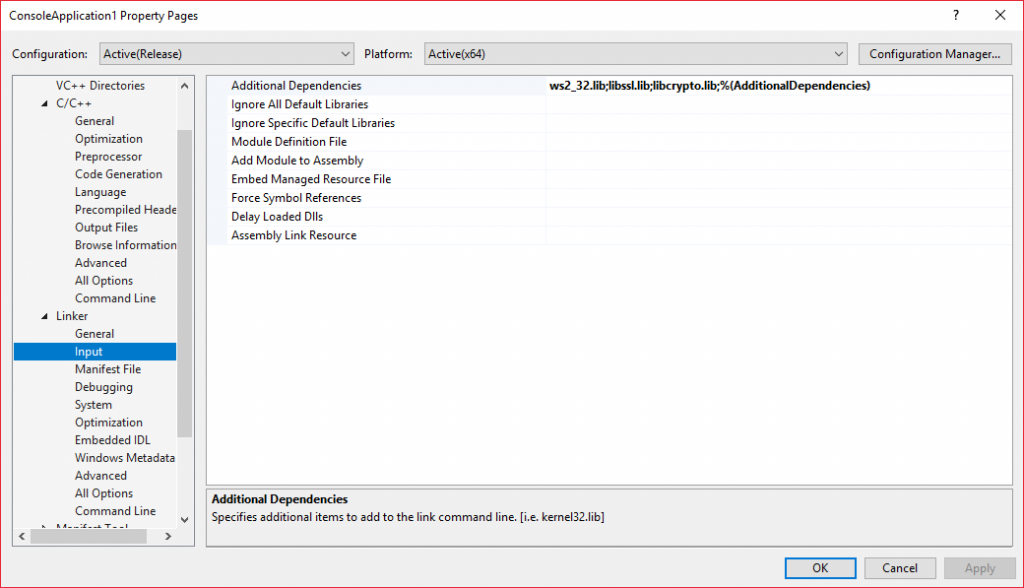 ConsoleApplication1 Property Pages
?
Configuration: Active(Release) Platform: Active(x64) Configuration Manager...
VC++ Directories
C/C++
General
Optimization
Preprocessor
Code Generation
Language
Precompiled Heade
Output Files
Browse Information
Advanced
All Options
Command Line
Linker
General
Input
Manifest File
Debugging
System
Optimization
Embedded IDL
Windows Metadata
Advanced
All Options
Command Line
Manifest Tool
Additional Dependencies ws2_32.lib;libssl.lib;libcrypto.lib;%(AdditionalDependencies)
Ignore All Default Libraries
Ignore Specific Default Libraries
Module Definition File
Add Module to Assembly
Embed Managed Resource File
Force Symbol References
Delay Loaded Dlls
Assembly Link Resource
Additional Dependencies
Specifies additional items to add to the link command line. [i.e. kernel32.lib]
OK Cancel Apply